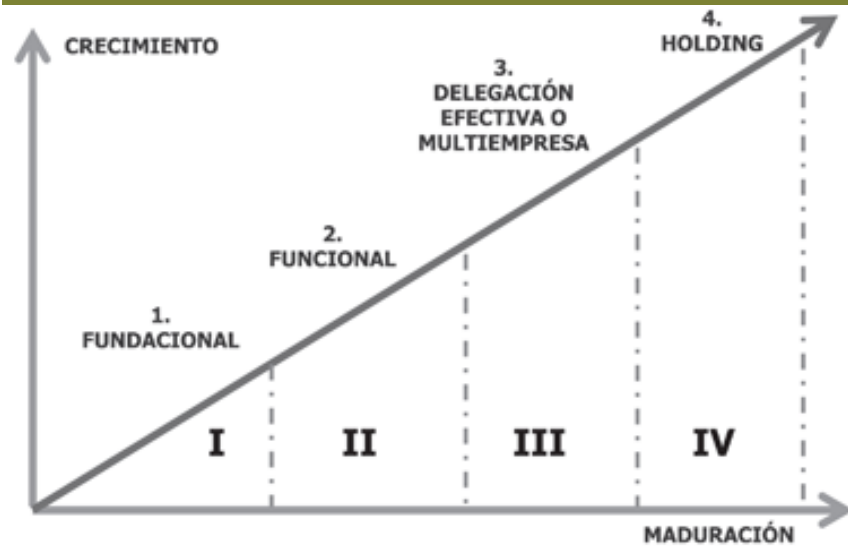 CRECIMIENTO
4.
HOLDING
3.
DELEGACIÓN
EFECTIVA O
MULTIEMPRESA
2.
FUNCIONAL
1.
FUNDACIONAL
I
II
III
IV
MADURACIÓN